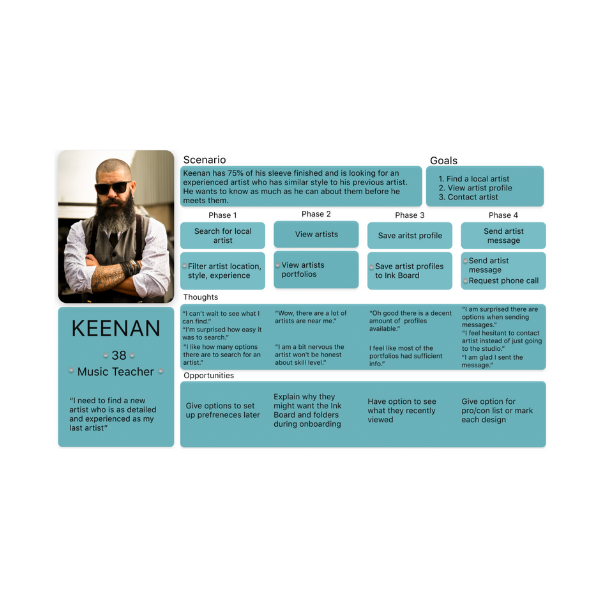 Scenario
Keenan has 75% of his sleeve finished and is looking for an
experienced artist who has similar style to his previous artist.
He wants to know as much as he can about them before he
meets them.
Goals
1. Find a local artist
2. View artist profile
3. Contact artist
Phase 1
Phase 2
Phase 3
Phase 4
Search for local
artist
View artists
Save aritst profile
Send artist
message
Filter artist location,
style, experience
View artists
portfolios
Save artist profiles
to Ink Board
Send artist
message
Request phone call
Thoughts
"I can't wait to see what I
can find."
"I'm surprised how easy it
was to search."
"I like how many options
there are to search for an
artist."
"Wow, there are a lot of
artists are near me."
"I am a bit nervous the
artist won't be honest
about skill level."
"Oh good there is a decent
amount of profiles
available."
I feel like most of the
portfolios had sufficient
info."
"I am surprised there are
options when sending
messages."
"I feel hesitant to contact
artist instead of just going
to the studio."
"I am glad I sent the
message."
KEENAN
38
Music Teacher
"I need to find a new
artist who is as detailed
and experienced as my
last artist"
Opportunities
Give options to set
up prefreneces later
Explain why they
might want the Ink
Board and folders
during onboarding
Have option to see
what they recently
viewed
Give option for
pro/con list or mark
each design